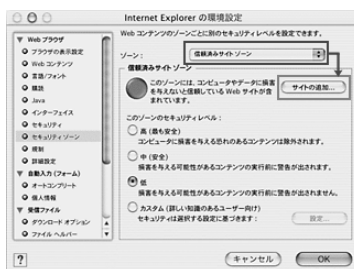 Internet Explorer の環境設定
Web コンテンツのゾーンごとに別のセキュリティレベルを設定できます。
▼ Web ブラウザ
ブラウザの表示設定
Web コンテンツ
言語/フォント
購読
Java
インターフェイス
セキュリティ
セキュリティ ゾーン
規制
詳細設定
▼ 自動入力 (フォーム)
オートコンプリート
個人情報
▼ 受信ファイル
ダウンロード オプション
ファイル ヘルパー
ゾーン:
信頼済みサイト ゾーン
信頼済みサイト ゾーン
このゾーンには、コンピュータやデータに損害
を与えないと信頼している Web サイトが含
まれています。
サイトの追加...
このゾーンのセキュリティ レベル:
高 (最も安全)
コンピュータに損害を与える恐れのあるコンテンツは除外されます。
中 (安全)
損害を与える可能性があるコンテンツの実行前に警告が出されます。
低
損害を与える可能性があるコンテンツの実行前に警告が出されません。
カスタム (詳しい知識のあるユーザー向け)
セキュリティは選択する設定に基づきます:
設定...
?
キャンセル
OK